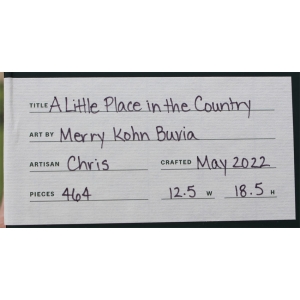 TITLE A Little Place in the Country
ART BY Merry Kohn Buvia
ARTISAN Chris CRAFTED May 2022
PIECES 464 12.5 W 18.5 H